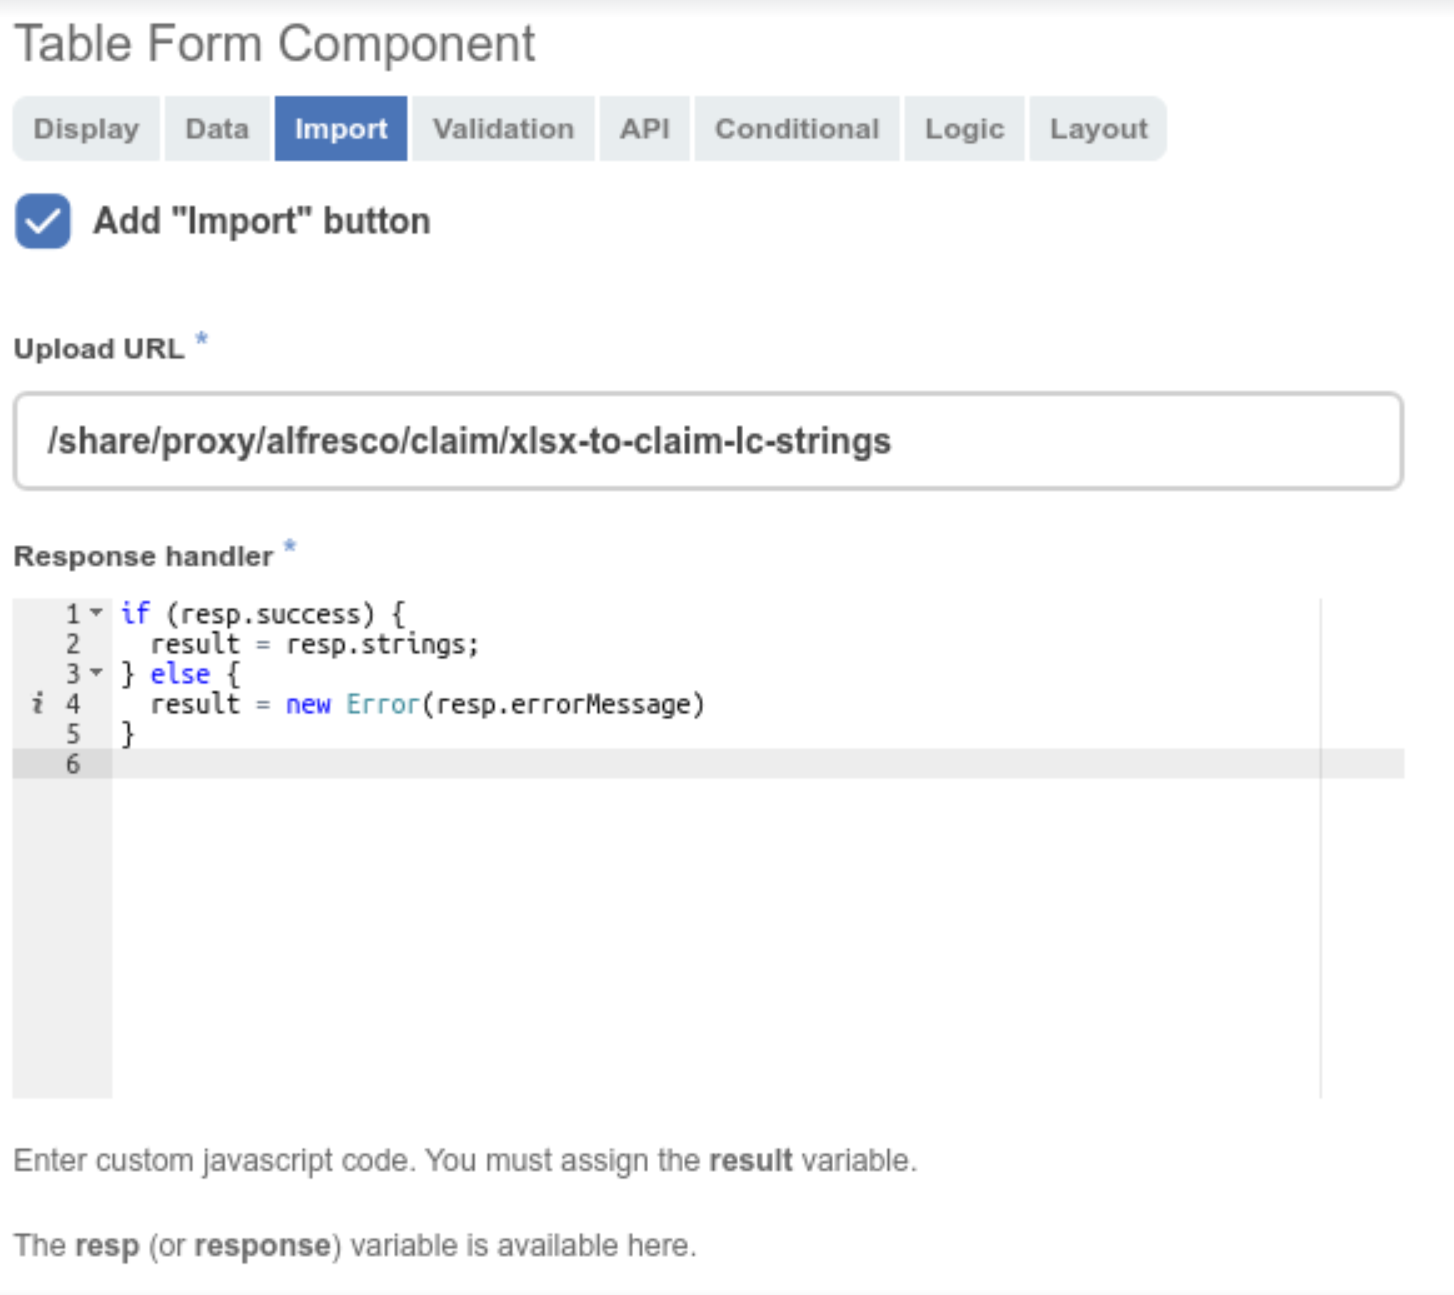 Table Form Component
Display Data Import Validation API Conditional Logic Layout
Add "Import" button
Upload URL *
/share/proxy/alfresco/claim/xlsx-to-claim-lc-strings
Response handler *
1 if (resp.success) {
2   result = resp.strings;
3 } else {
i 4   result = new Error(resp.errorMessage)
5 }
6
Enter custom javascript code. You must assign the result variable.
The resp (or response) variable is available here.